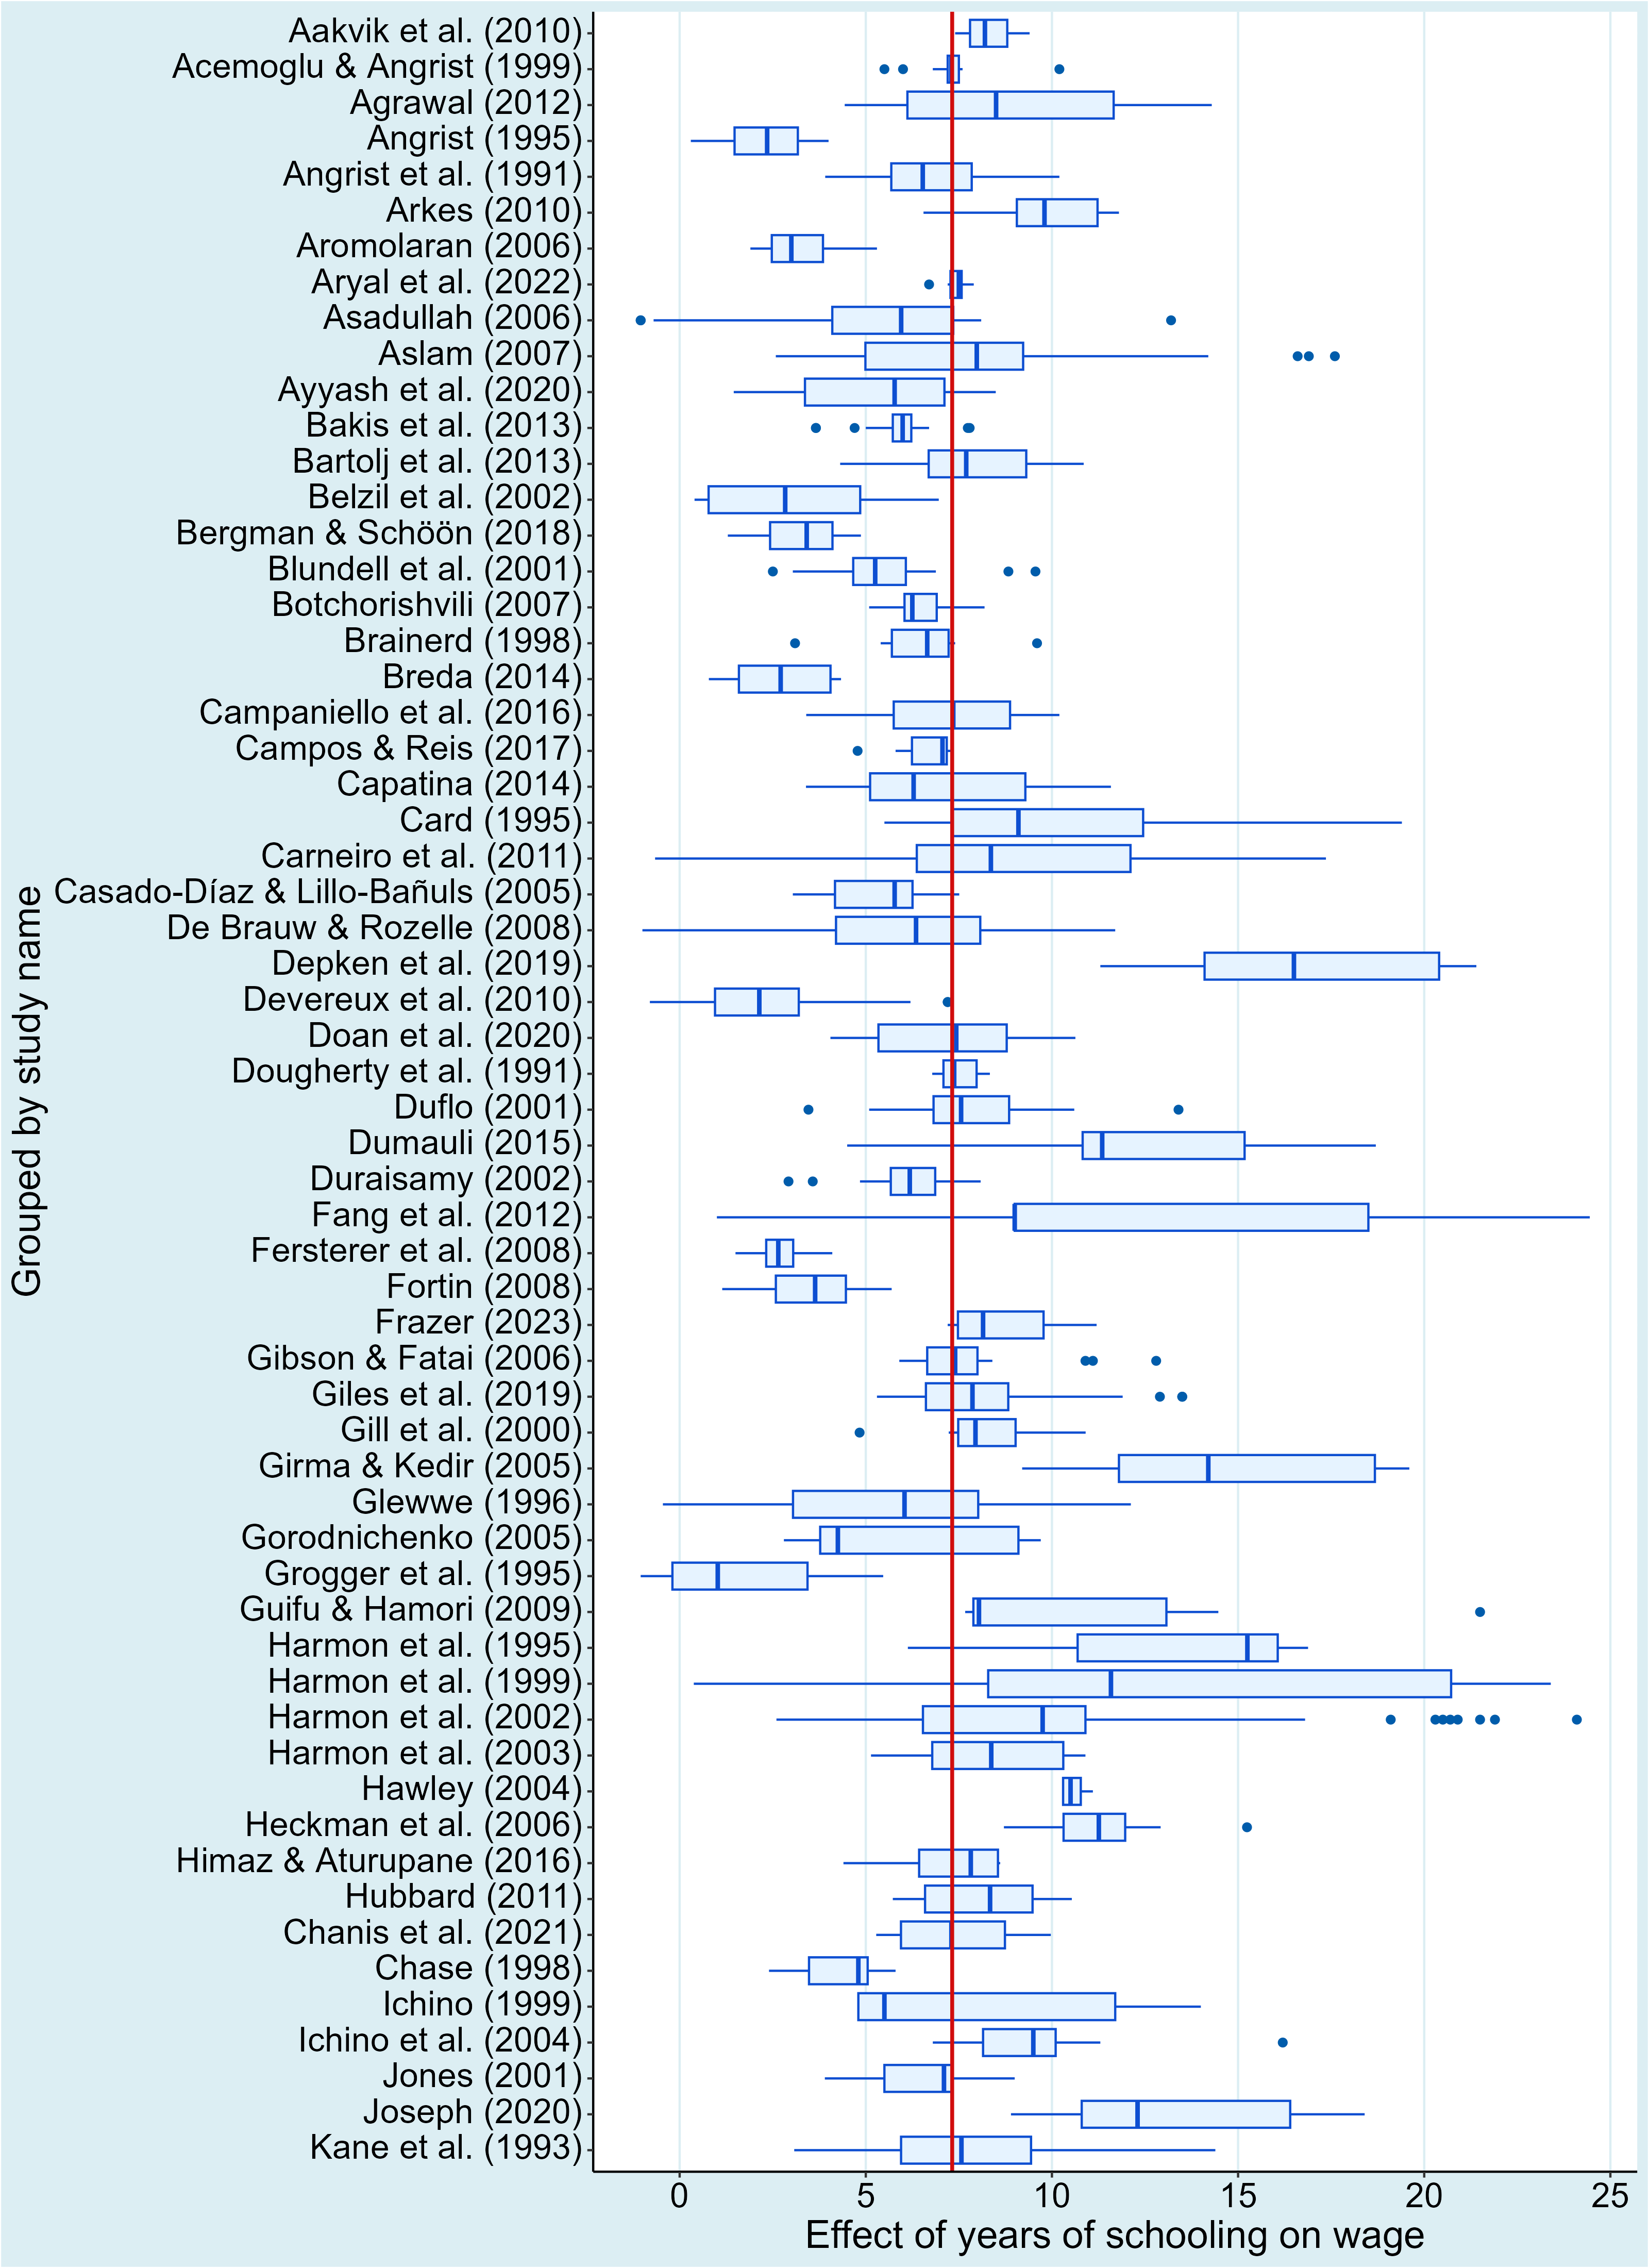 Grouped by study name
Aakvik et al. (2010)
Acemoglu & Angrist (1999)
Agrawal (2012)
Angrist (1995)
Angrist et al. (1991)
Arkes (2010)
Aromolaran (2006)
Aryal et al. (2022)
Asadullah (2006)
Aslam (2007)
Ayyash et al. (2020)
Bakis et al. (2013)
Bartolj et al. (2013)
Belzil et al. (2002)
Bergman & Schöön (2018)
Blundell et al. (2001)
Botchorishvili (2007)
Brainerd (1998)
Breda (2014)
Campaniello et al. (2016)
Campos & Reis (2017)
Capatina (2014)
Card (1995)
Carneiro et al. (2011)
Casado-Díaz & Lillo-Bañuls (2005)
De Brauw & Rozelle (2008)
Depken et al. (2019)
Devereux et al. (2010)
Doan et al. (2020)
Dougherty et al. (1991)
Duflo (2001)
Dumauli (2015)
Duraisamy (2002)
Fang et al. (2012)
Fersterer et al. (2008)
Fortin (2008)
Frazer (2023)
Gibson & Fatai (2006)
Giles et al. (2019)
Gill et al. (2000)
Girma & Kedir (2005)
Glewwe (1996)
Gorodnichenko (2005)
Grogger et al. (1995)
Guifu & Hamori (2009)
Harmon et al. (1995)
Harmon et al. (1999)
Harmon et al. (2002)
Harmon et al. (2003)
Hawley (2004)
Heckman et al. (2006)
Himaz & Aturupane (2016)
Hubbard (2011)
Chanis et al. (2021)
Chase (1998)
Ichino (1999)
Ichino et al. (2004)
Jones (2001)
Joseph (2020)
Kane et al. (1993)
0 5 10 15 20 25
Effect of years of schooling on wage